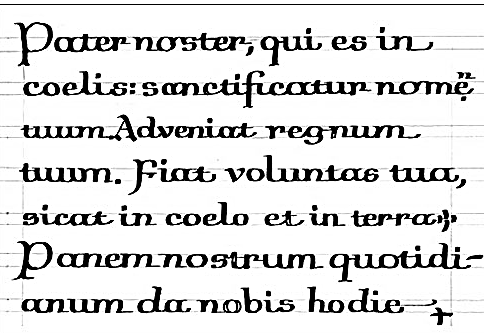 Pater noster, qui es in
coelis: sanctificatur nomẽ
tuum. Adveniat regnum
tuum. Fiat voluntas tua,
sicat in coelo et in terra
Panem nostrum quotidi-
anum da nobis hodie